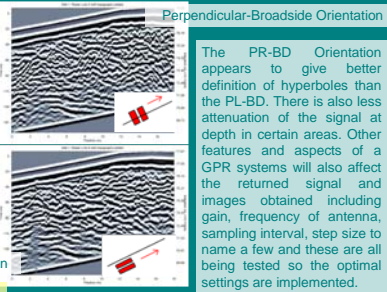 Perpendicular-Broadside Orientation
The PR-BD Orientation
appears to give better
definition of hyperboles than
the PL-BD. There is also less
attenuation of the signal at
depth in certain areas. Other
features and aspects of a
GPR systems will also affect
the returned signal and
images obtained including
gain, frequency of antenna,
sampling interval, step size to
name a few and these are all
being tested so the optimal
settings are implemented.
n